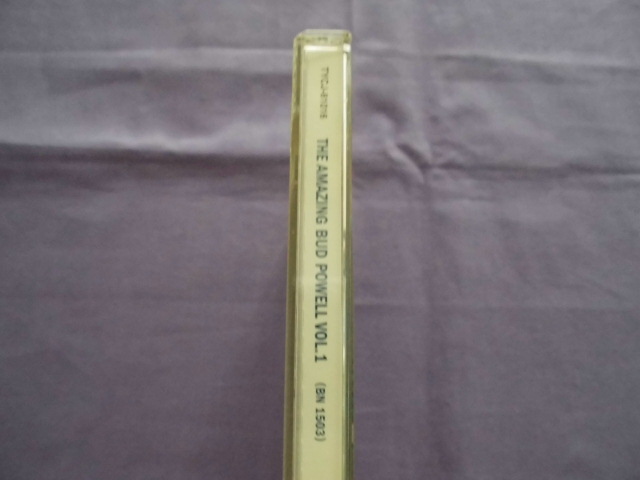 THE AMAZING BUD POWELL VOL.1 (BN 1503)